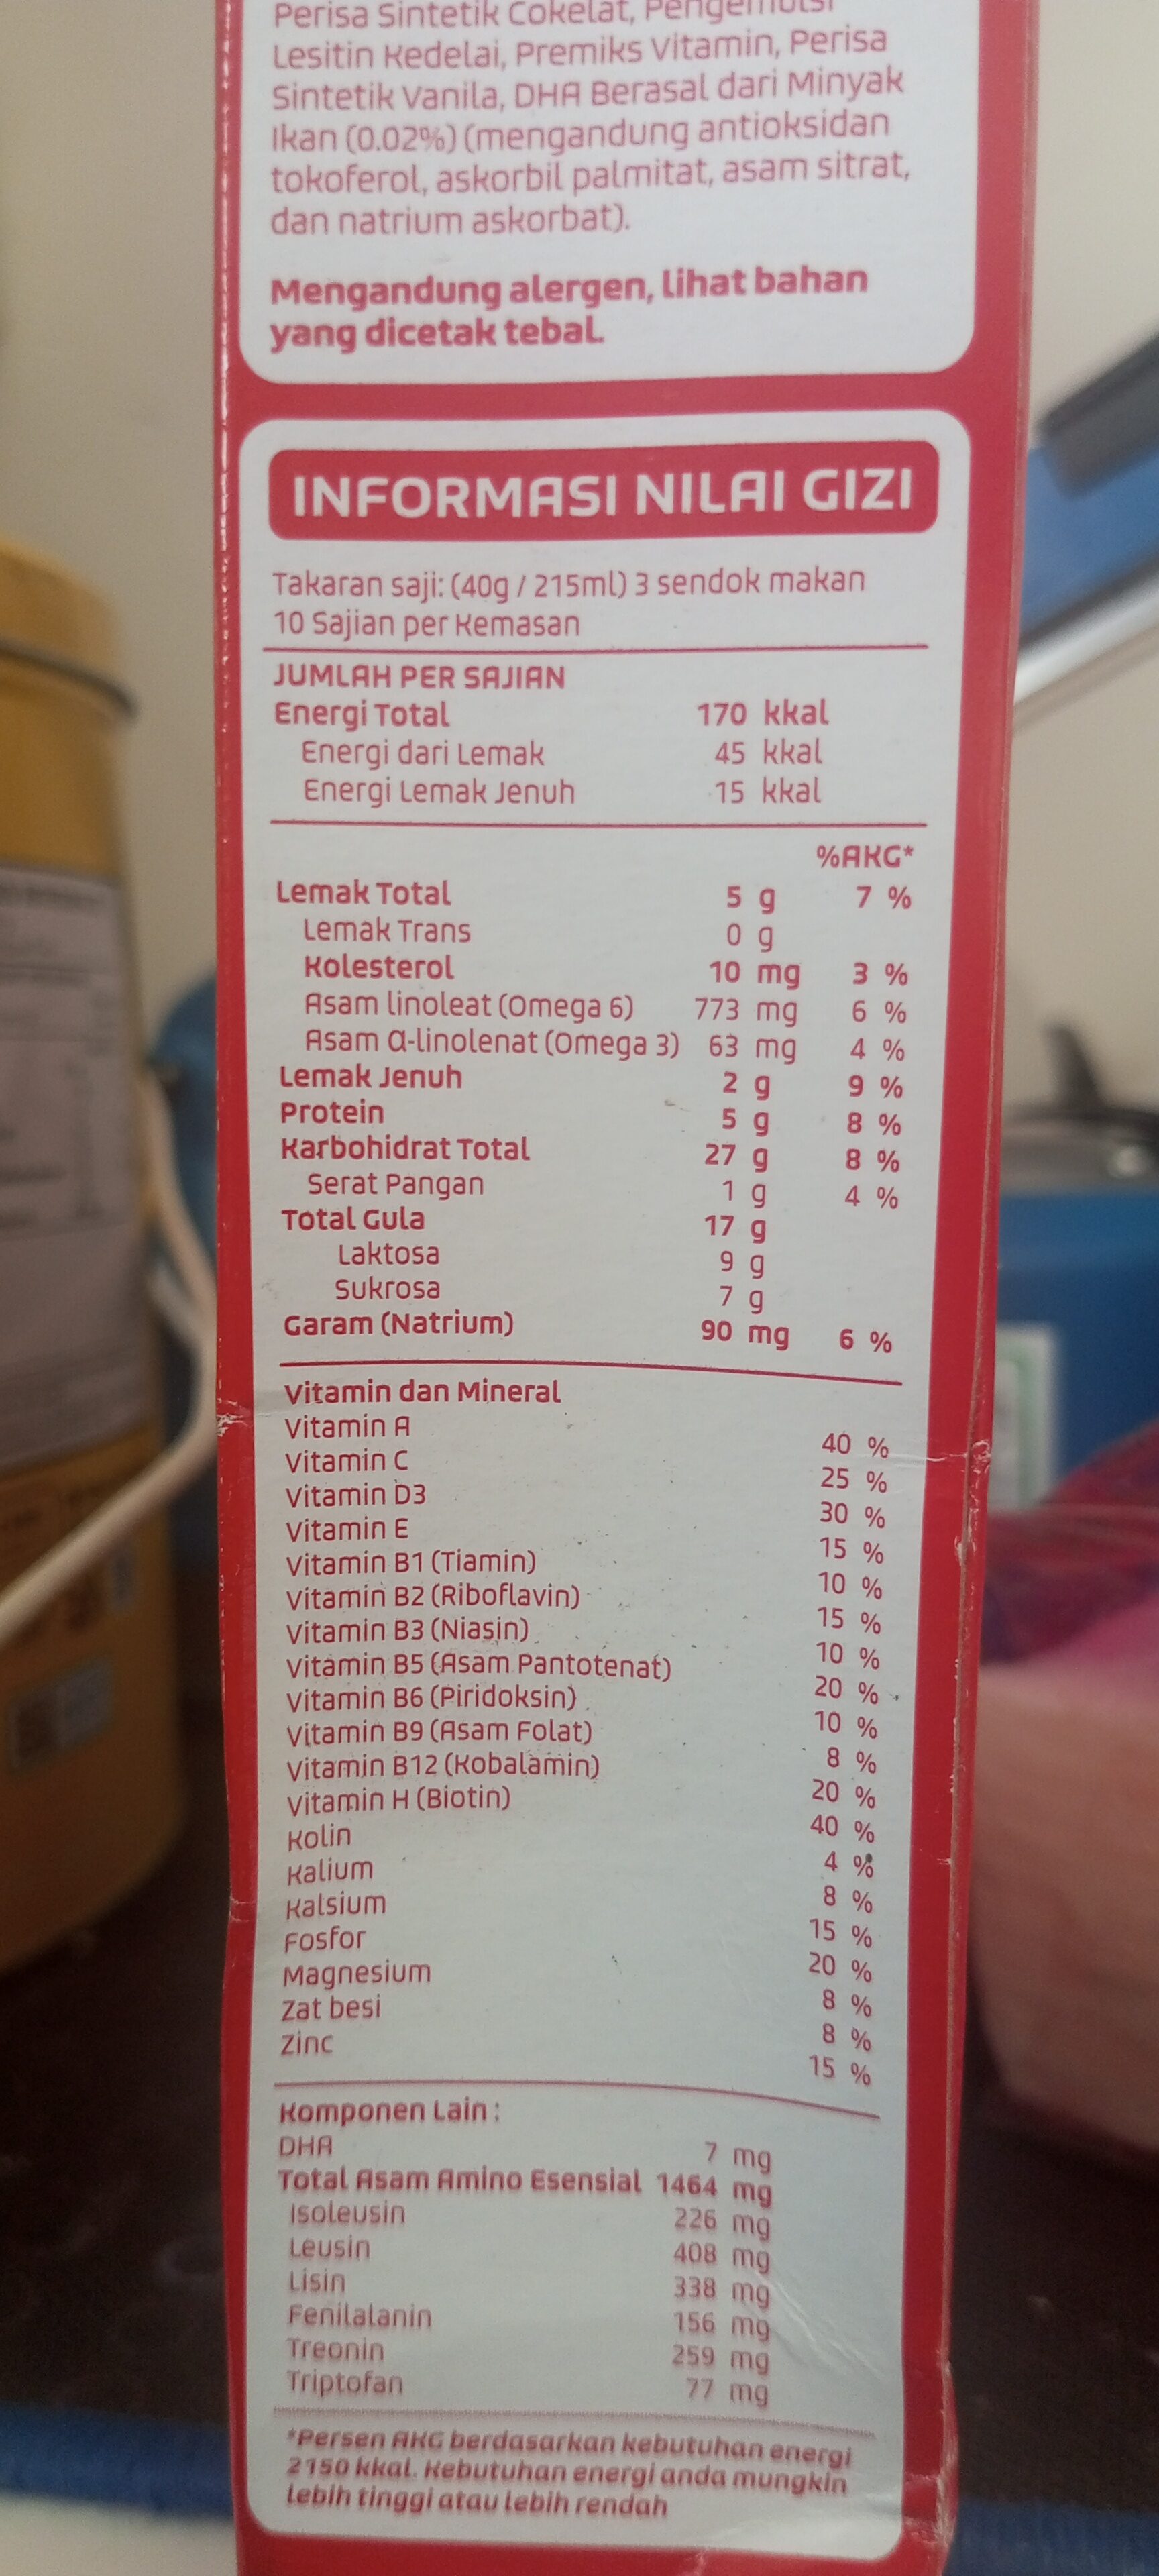 Perisa Sintetik Cokelat, Pengemulsi
Lesitin Kedelai, Premiks Vitamin, Perisa
Sintetik Vanila, DHA Berasal dari Minyak
Ikan (0.02%) (mengandung antioksidan
tokoferol, askorbil palmitat, asam sitrat,
dan natrium askorbat).
Mengandung alergen, lihat bahan
yang dicetak tebal.
INFORMASI NILAI GIZI
Takaran saji: (40g / 215ml) 3 sendok makan
10 Sajian per Kemasan
JUMLAH PER SAJIAN
Energi Total 170 kkal
Energi dari Lemak 45 kkal
Energi Lemak Jenuh 15 kkal
%AKG*
Lemak Total 5 g 7 %
Lemak Trans 0 g
Kolesterol 10 mg 3 %
Asam linoleat (Omega 6) 773 mg 6 %
Asam α-linolenat (Omega 3) 63 mg 4 %
Lemak Jenuh 2 g 9 %
Protein 5 g 8 %
Karbohidrat Total 27 g 8 %
Serat Pangan 1 g 4 %
Total Gula 17 g
Laktosa 9 g
Sukrosa 7 g
Garam (Natrium) 90 mg 6 %
Vitamin dan Mineral
Vitamin A 40 %
Vitamin C 25 %
Vitamin D3 30 %
Vitamin E 15 %
Vitamin B1 (Tiamin) 10 %
Vitamin B2 (Riboflavin) 15 %
Vitamin B3 (Niasin) 10 %
Vitamin B5 (Asam Pantotenat) 20 %
Vitamin B6 (Piridoksin) 10 %
Vitamin B9 (Asam Folat) 8 %
Vitamin B12 (Kobalamin) 20 %
Vitamin H (Biotin) 40 %
Kolin 4 %
Kalium 8 %
Kalsium 15 %
Fosfor 20 %
Magnesium 8 %
Zat besi 8 %
Zinc 15 %
Komponen Lain :
DHA 7 mg
Total Asam Amino Esensial 1464 mg
Isoleusin 226 mg
Leusin 408 mg
Lisin 338 mg
Fenilalanin 156 mg
Treonin 259 mg
Triptofan 77 mg
*Persen AKG berdasarkan kebutuhan energi
2150 kkal. Kebutuhan energi anda mungkin
lebih tinggi atau lebih rendah